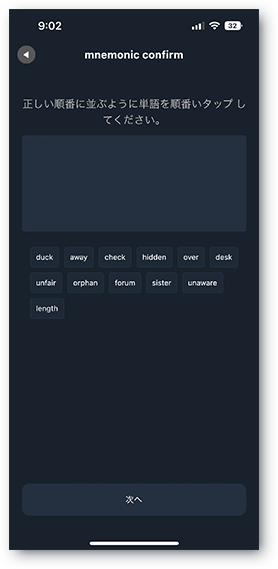 9:02
32
mnemonic confirm
正しい順番に並ぶように単語を順番いタップ し
てください。
duck away check hidden over desk
unfair orphan forum sister unaware
length
次へ